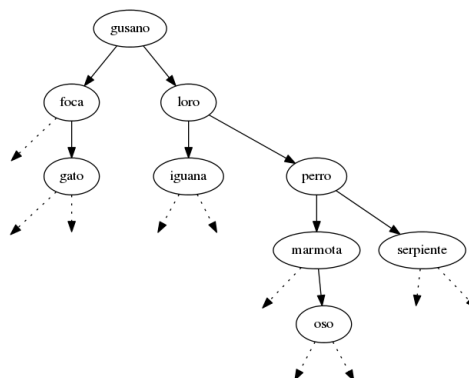 gusano
foca
loro
gato
iguana
perro
marmota
serpiente
oso